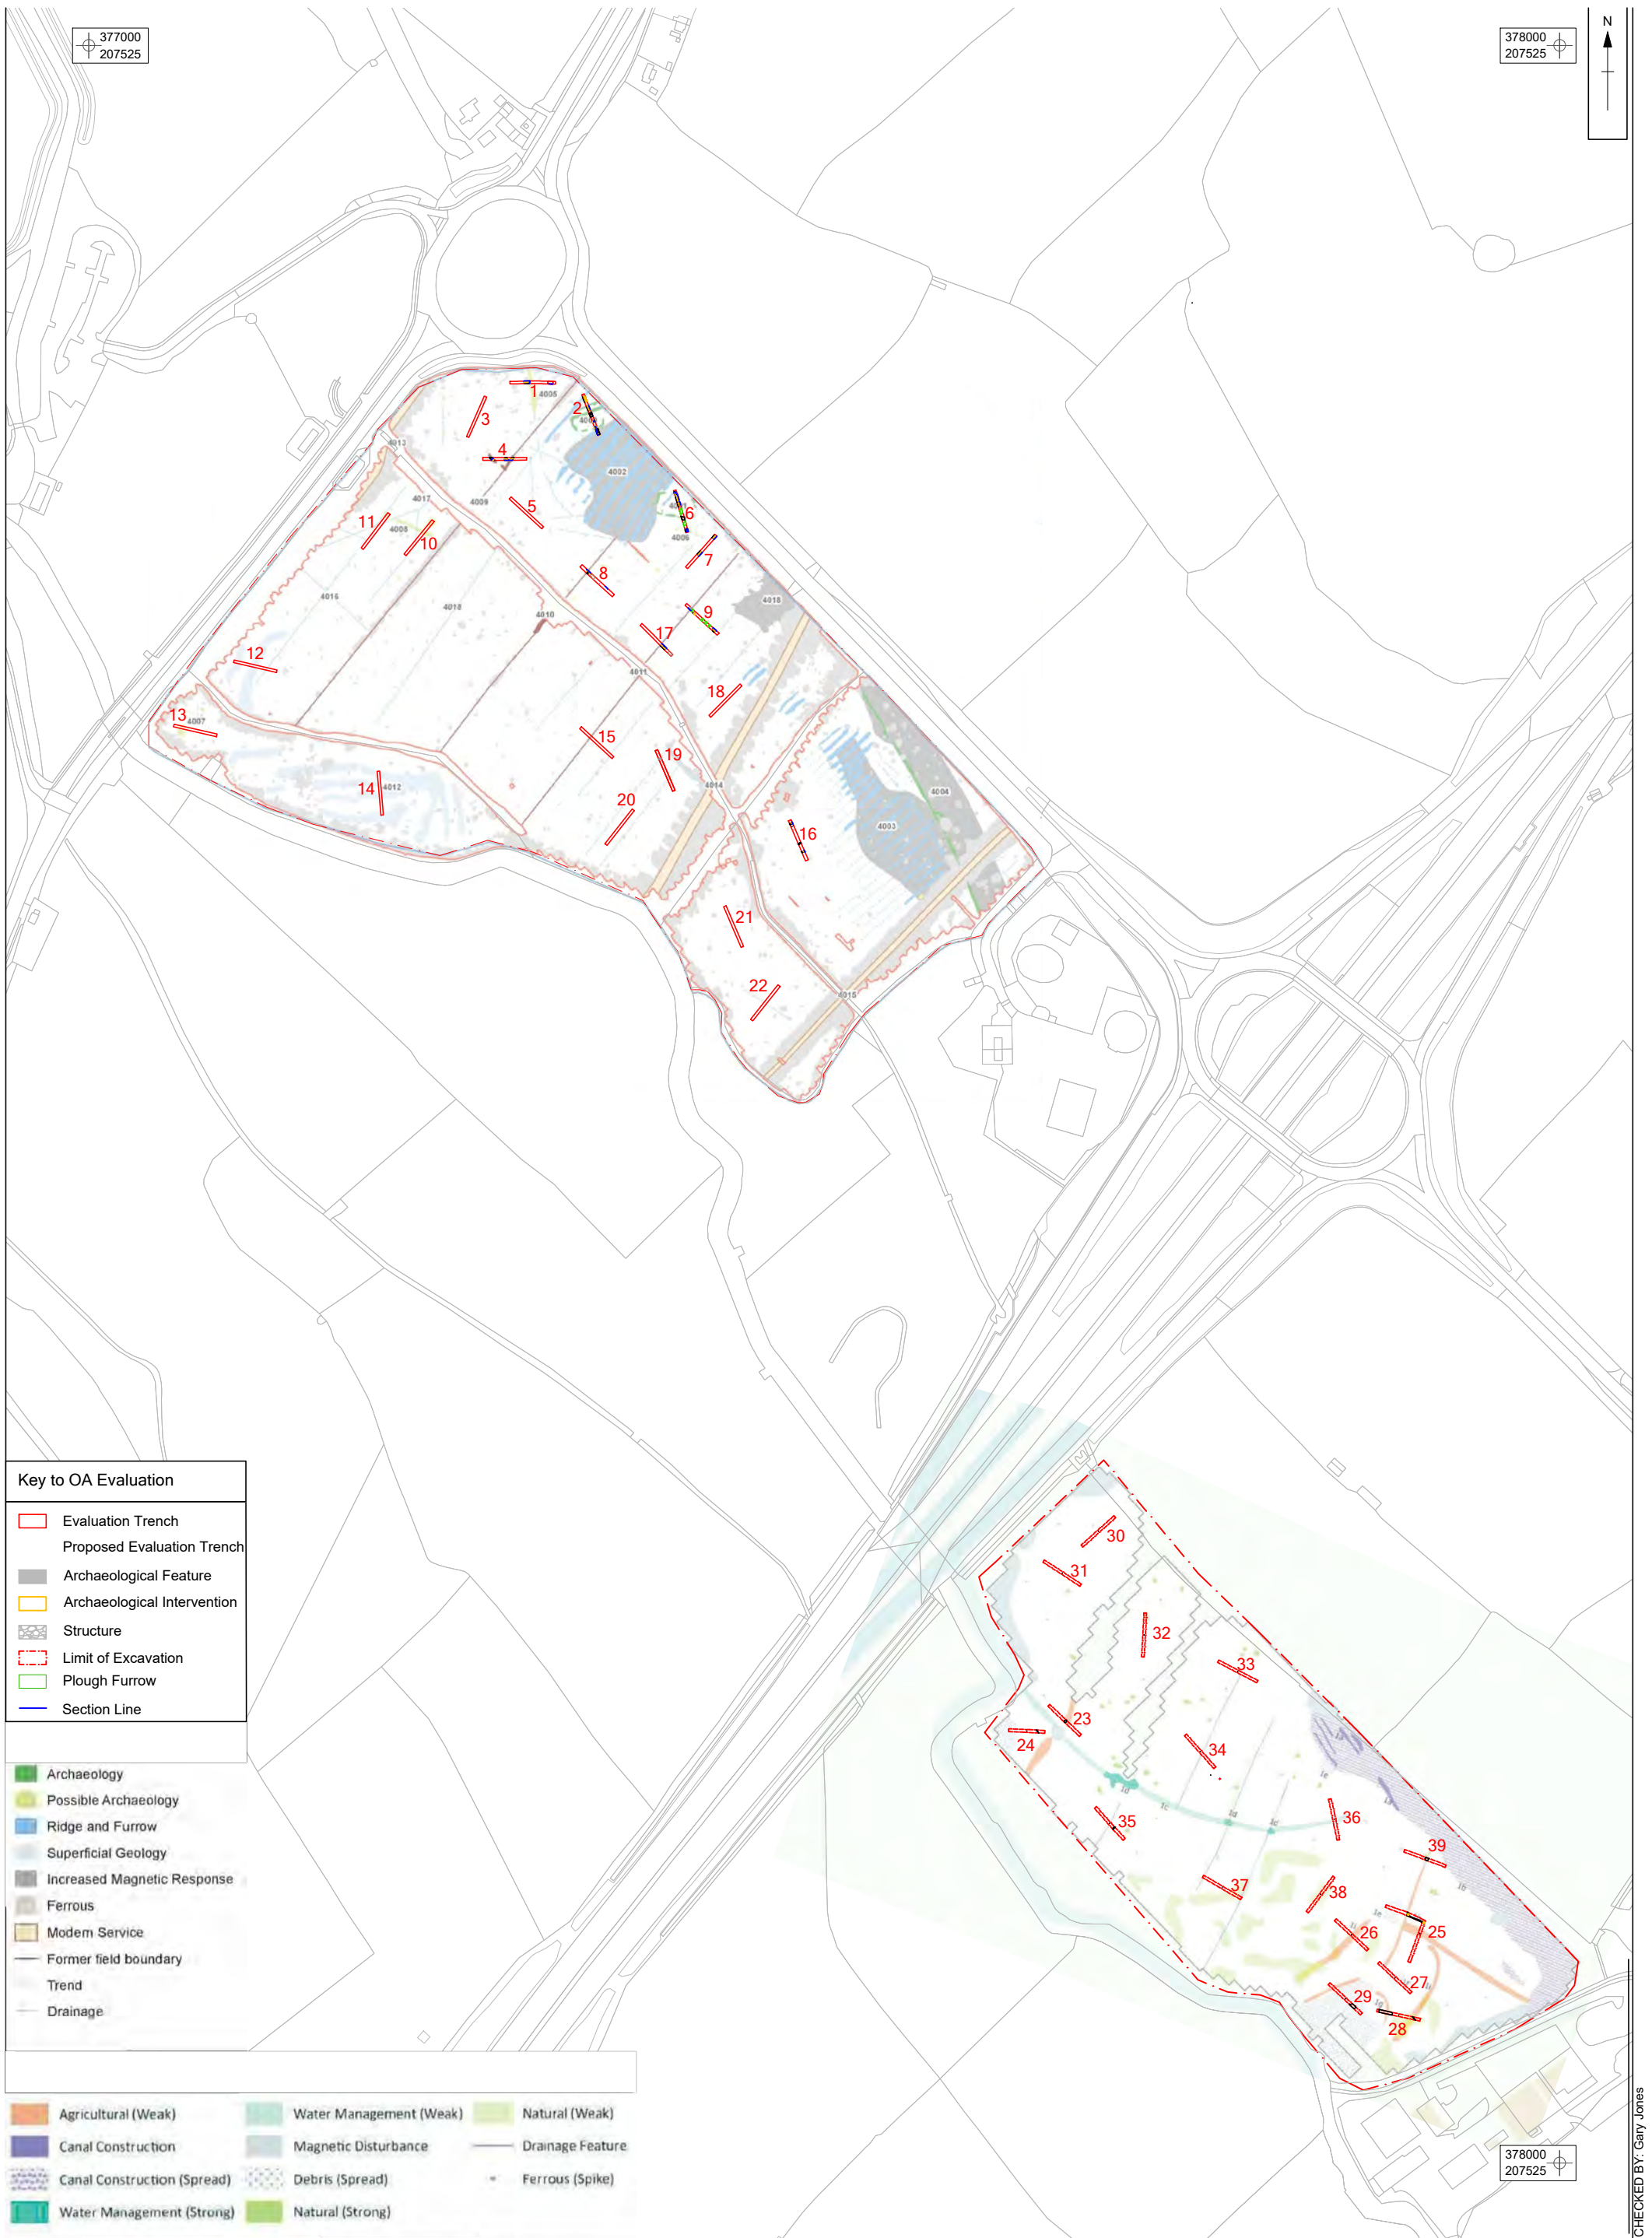 377000
207525
378000
207525
N
1
4005
2
3
4
4013
4002
4017
4009
5
6
4006
11
4008
10
7
8
4016
4018
4010
9
4018
17
4011
12
18
13
4007
15
19
4014
14
4012
20
4004
4003
16
21
22
4015
Key to OA Evaluation
Evaluation Trench
Proposed Evaluation Trench
Archaeological Feature
Archaeological Intervention
Structure
Limit of Excavation
Plough Furrow
Section Line
30
31
32
33
23
24
34
1d
1c
1d
35
36
39
37
38
1b
26
25
27
29
28
Archaeology
Possible Archaeology
Ridge and Furrow
Superficial Geology
Increased Magnetic Response
Ferrous
Modern Service
Former field boundary
Trend
Drainage
Agricultural (Weak)
Water Management (Weak)
Natural (Weak)
Canal Construction
Magnetic Disturbance
Drainage Feature
Canal Construction (Spread)
Debris (Spread)
Ferrous (Spike)
Water Management (Strong)
Natural (Strong)
378000
207525
CHECKED BY: Gary Jones